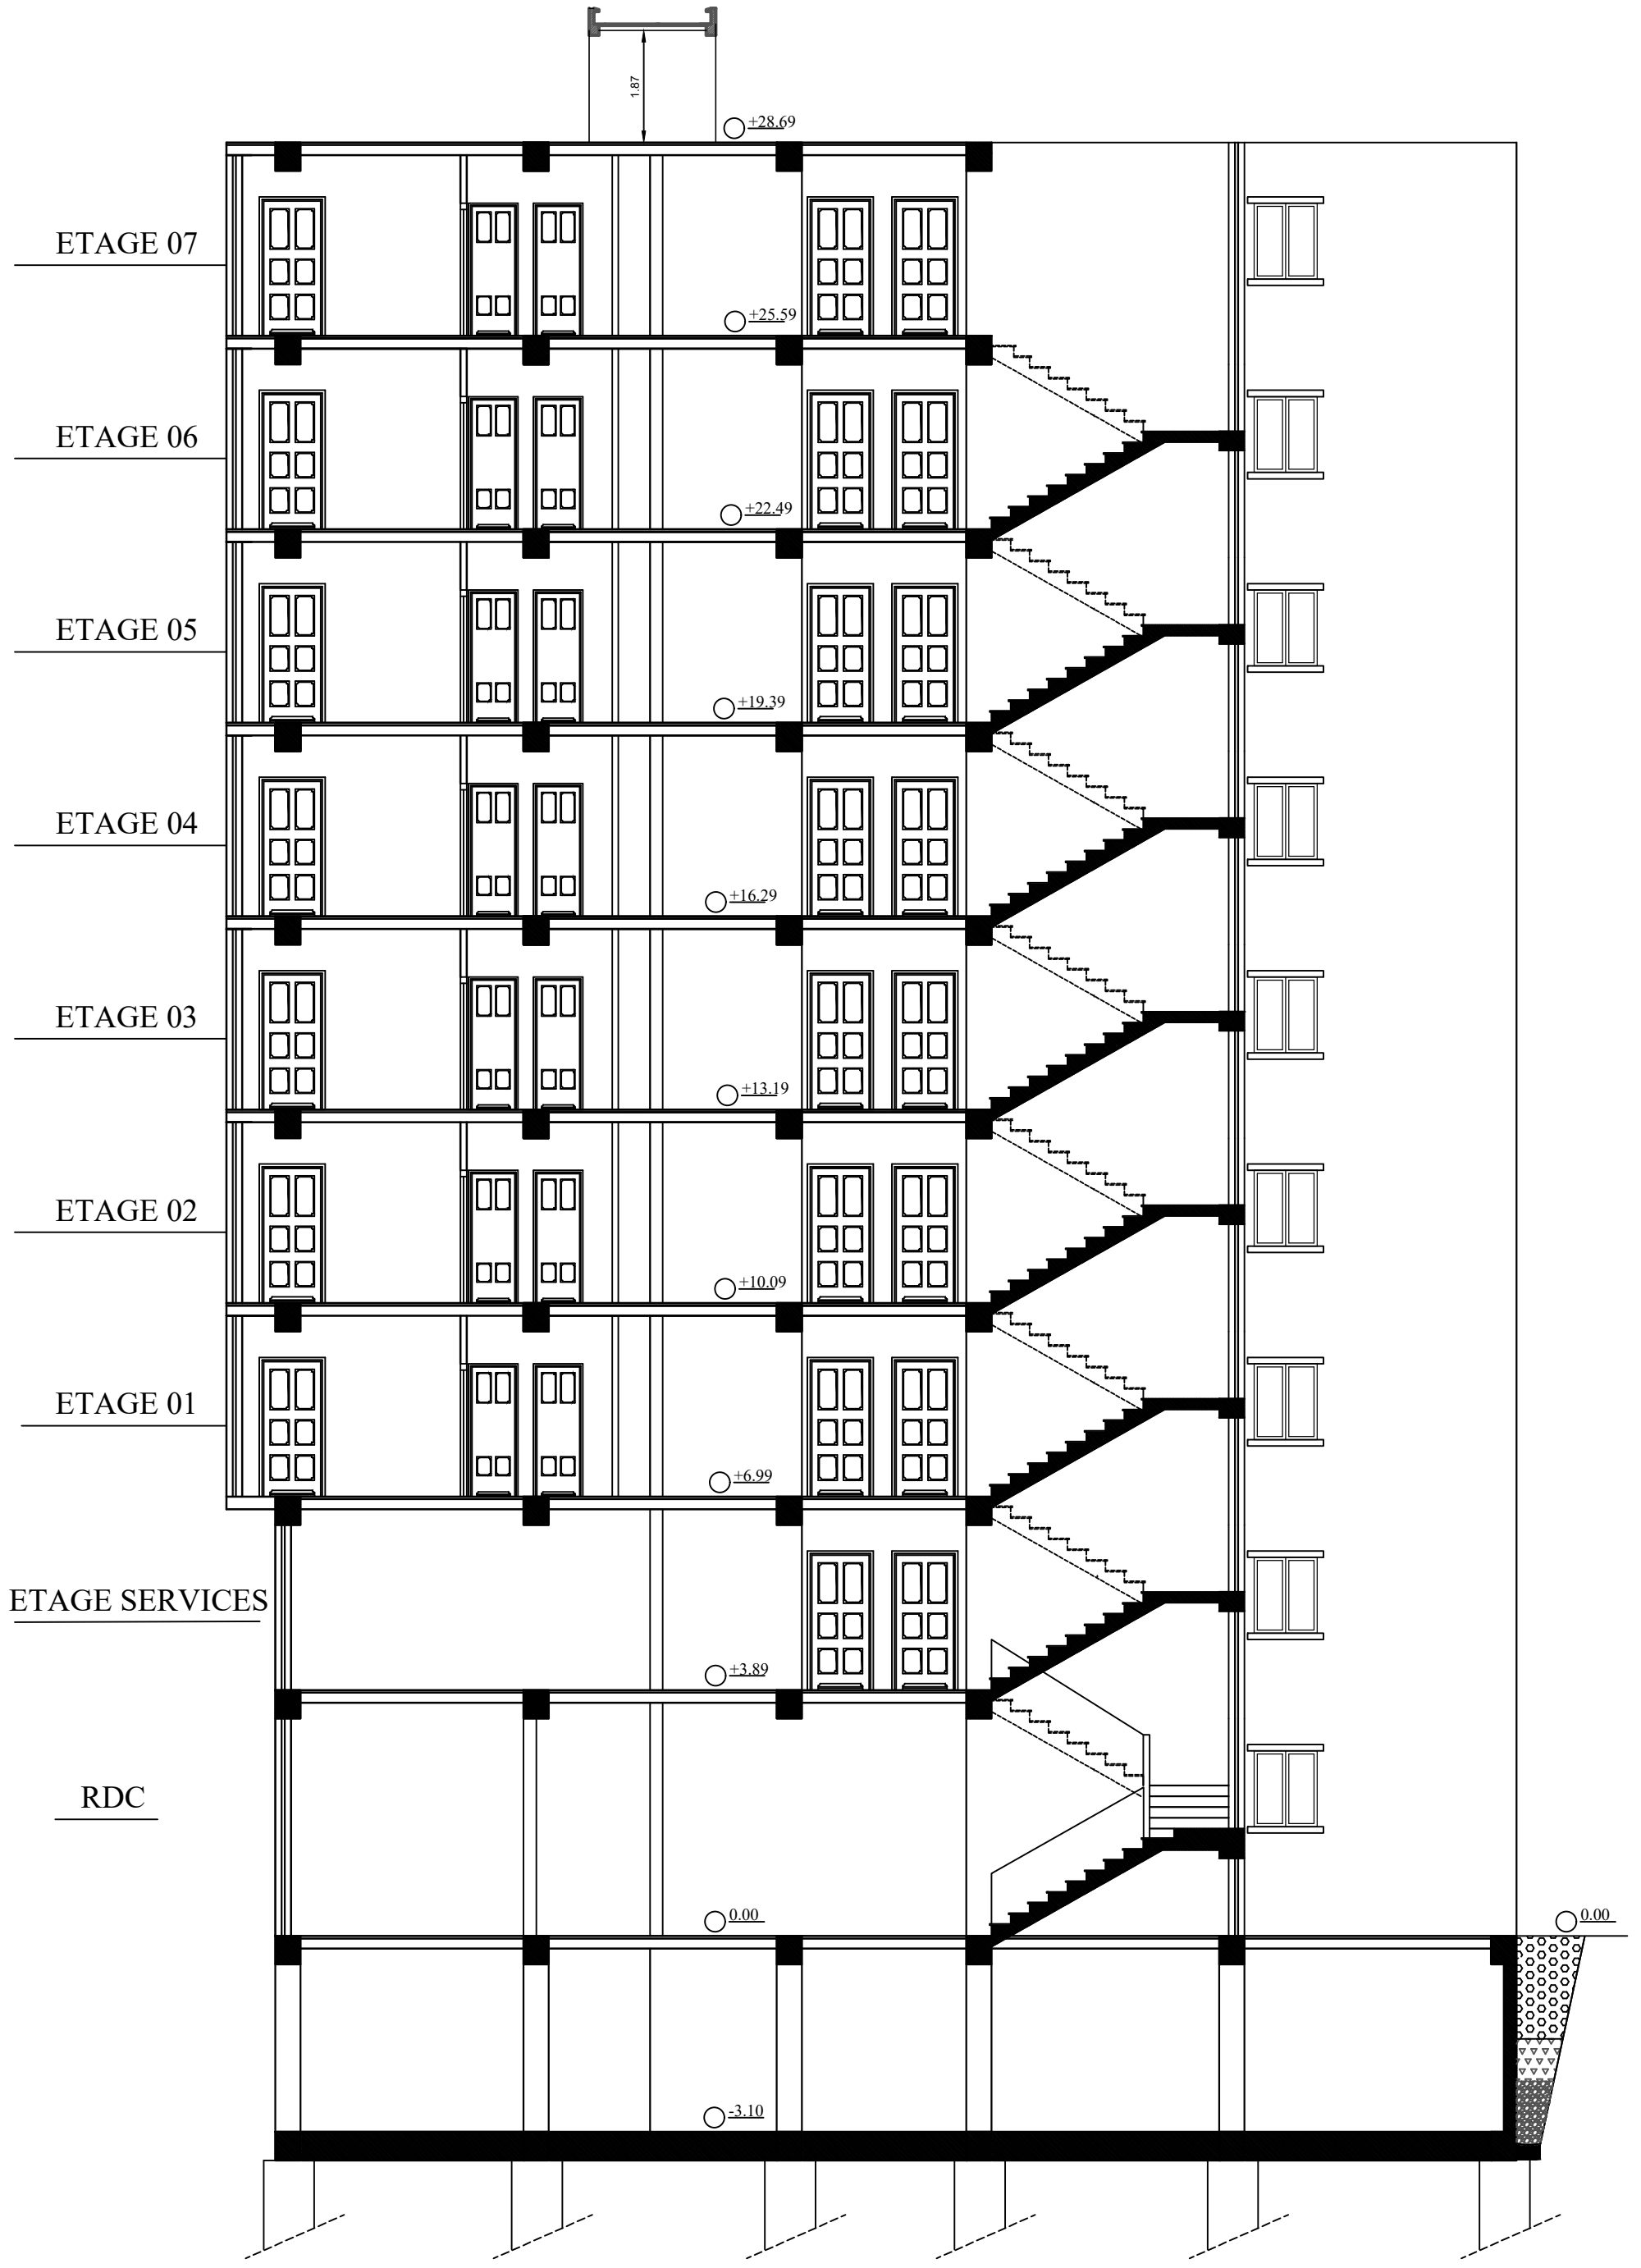 1.87
+28.69
ETAGE 07
+25.59
ETAGE 06
+22.49
ETAGE 05
+19.39
ETAGE 04
+16.29
ETAGE 03
+13.19
ETAGE 02
+10.09
ETAGE 01
+6.99
ETAGE SERVICES
+3.89
RDC
0.00
0.00
-3.10